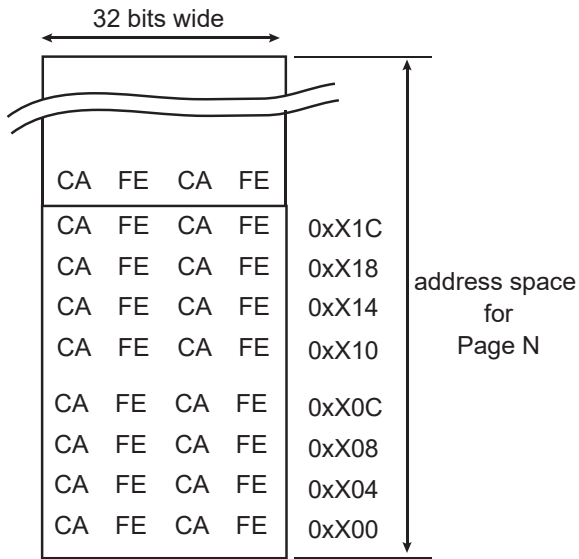 32 bits wide
CA FE CA FE
CA FE CA FE 0xX1C
CA FE CA FE 0xX18
CA FE CA FE 0xX14
CA FE CA FE 0xX10
CA FE CA FE 0xX0C
CA FE CA FE 0xX08
CA FE CA FE 0xX04
CA FE CA FE 0xX00
address space
for
Page N